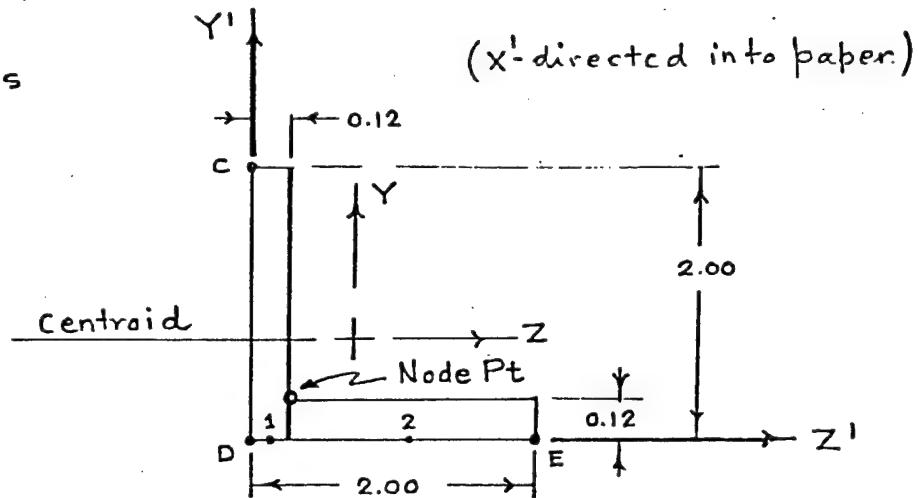 Y'
(x'-directed into paper.)
s
0.12
C
Y
2.00
Centroid
Z
Node Pt
1
2
0.12
D
E
Z'
2.00